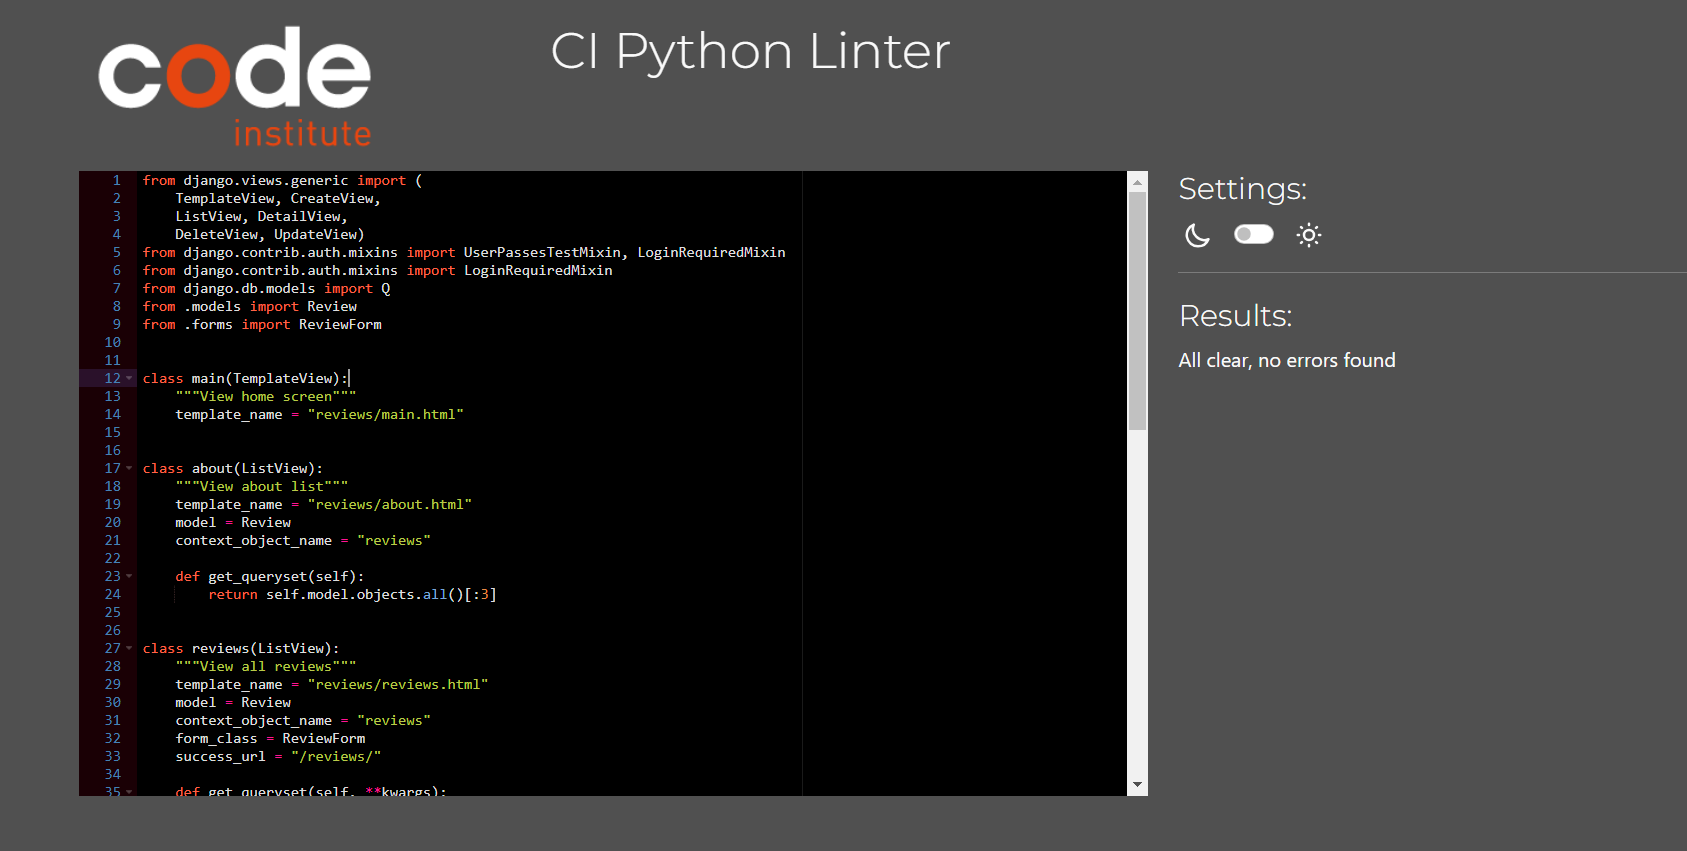 code
institute
CI Python Linter
1 from django.views.generic import (
2     TemplateView, CreateView,
3     ListView, DetailView,
4     DeleteView, UpdateView)
5 from django.contrib.auth.mixins import UserPassesTestMixin, LoginRequiredMixin
6 from django.contrib.auth.mixins import LoginRequiredMixin
7 from django.db.models import Q
8 from .models import Review
9 from .forms import ReviewForm
10
11
12 class main(TemplateView):
13     """View home screen"""
14     template_name = "reviews/main.html"
15
16
17 class about(ListView):
18     """View about list"""
19     template_name = "reviews/about.html"
20     model = Review
21     context_object_name = "reviews"
22
23     def get_queryset(self):
24         return self.model.objects.all()[:3]
25
26
27 class reviews(ListView):
28     """View all reviews"""
29     template_name = "reviews/reviews.html"
30     model = Review
31     context_object_name = "reviews"
32     form_class = ReviewForm
33     success_url = "/reviews/"
34
35     def get_queryset(self, **kwargs):
Settings:
Results:
All clear, no errors found